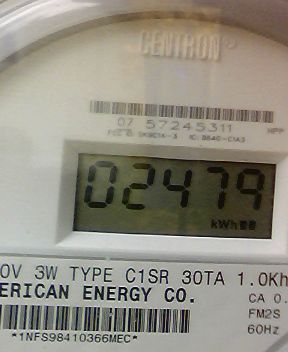 CENTRON®
07 57245311 HPP
02479
kWh
0V 3W TYPE C1SR 30TA 1.0Kh
ERICAN ENERGY CO.
CA 0.
FM2S
60Hz
*1NFS98410366MEC*